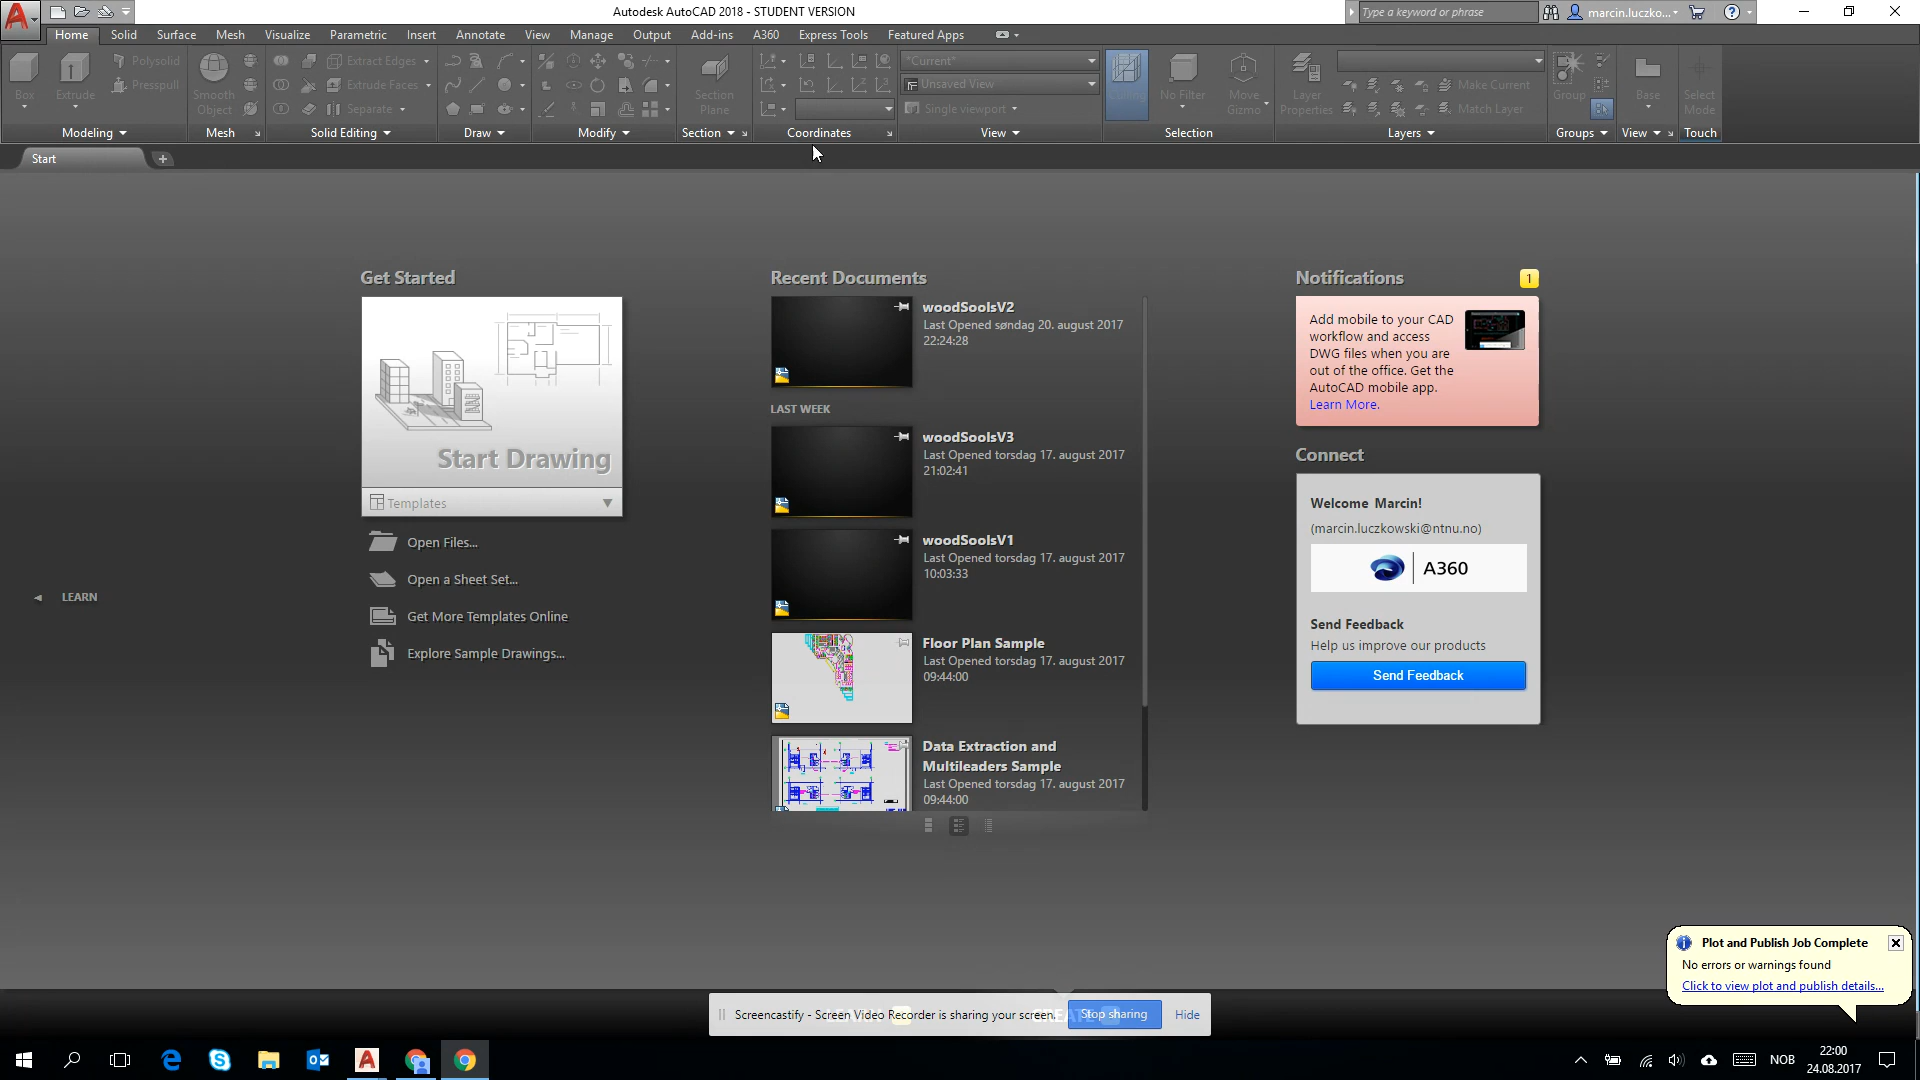 Autodesk AutoCAD 2018 - STUDENT VERSION
Type a keyword or phrase
marcin.luczko...
Home
Solid
Surface
Mesh
Visualize
Parametric
Insert
Annotate
View
Manage
Output
Add-ins
A360
Express Tools
Featured Apps
Box
Extrude
Polysolid
Presspull
Smooth
Object
Extract Edges
Extrude Faces
Separate
Section
Plane
"Current"
Unsaved View
Single viewport
No Filter
Move
Gizmo
Layer
Properties
Make Current
Match Layer
Group
Base
Select
Mode
Modeling
Mesh
Solid Editing
Draw
Modify
Section
Coordinates
View
Selection
Layers
Groups
View
Touch
Start
Get Started
Start Drawing
Templates
Open Files...
Open a Sheet Set...
Get More Templates Online
Explore Sample Drawings...
LEARN
Recent Documents
woodSoolsV2
Last Opened søndag 20. august 2017
22:24:28
LAST WEEK
woodSoolsV3
Last Opened torsdag 17. august 2017
21:02:41
woodSoolsV1
Last Opened torsdag 17. august 2017
10:03:33
Floor Plan Sample
Last Opened torsdag 17. august 2017
09:44:00
Data Extraction and
Multileaders Sample
Last Opened torsdag 17. august 2017
09:44:00
Notifications
1
Add mobile to your CAD
workflow and access
DWG files when you are
out of the office. Get the
AutoCAD mobile app.
Learn More.
Connect
Welcome Marcin!
(marcin.luczkowski@ntnu.no)
A360
Send Feedback
Help us improve our products
Send Feedback
Plot and Publish Job Complete
No errors or warnings found
Click to view plot and publish details...
Screencastify - Screen Video Recorder is sharing your screen.
Stop sharing
Hide
NOB
22:00
24.08.2017